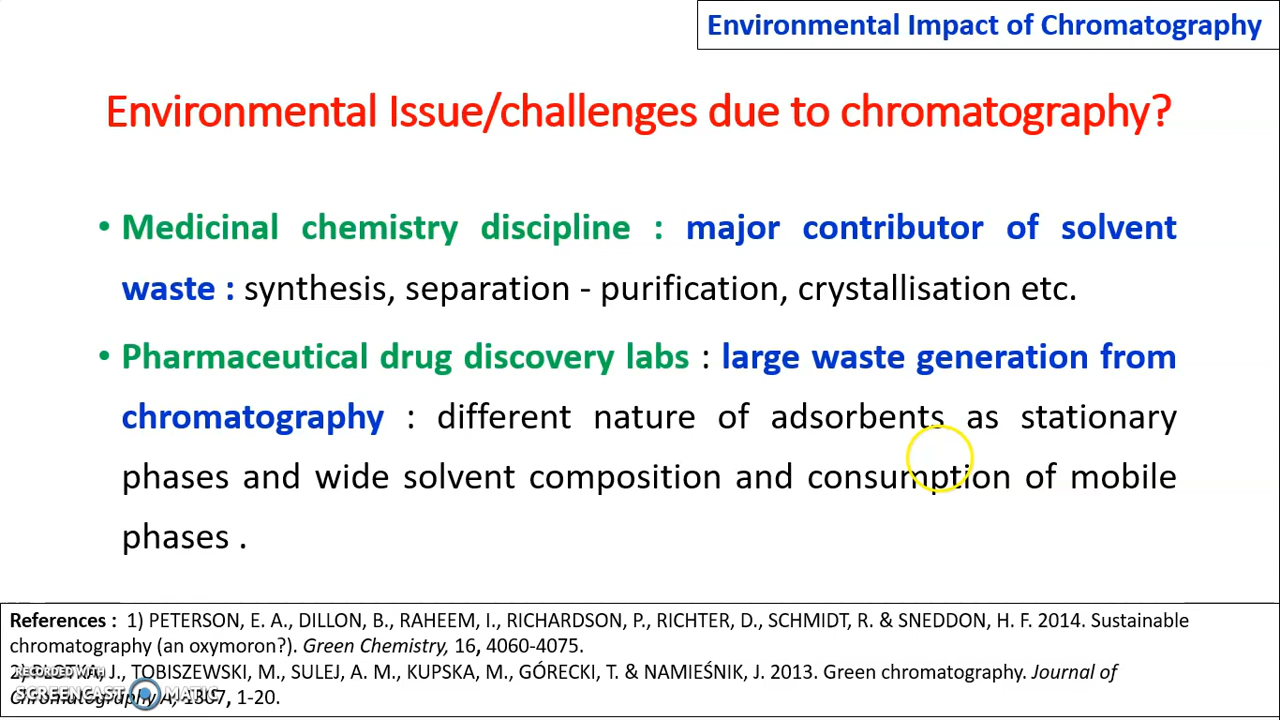 Environmental Impact of Chromatography
Environmental Issue/challenges due to chromatography?
• Medicinal chemistry discipline : major contributor of solvent
waste : synthesis, separation - purification, crystallisation etc.
• Pharmaceutical drug discovery labs : large waste generation from
chromatography : different nature of adsorbents as stationary
phases and wide solvent composition and consumption of mobile
phases .
References : 1) PETERSON, E. A., DILLON, B., RAHEEM, I., RICHARDSON, P., RICHTER, D., SCHMIDT, R. & SNEDDON, H. F. 2014. Sustainable
chromatography (an oxymoron?). Green Chemistry, 16, 4060-4075.
J., TOBISZEWSKI, M., SULEJ, A. M., KUPSKA, M., GÓRECKI, T. & NAMIEŚNIK, J. 2013. Green chromatography. Journal of
Chromatography A, 1307, 1-20.
RECORDED WITH
SCREENCAST MATIC